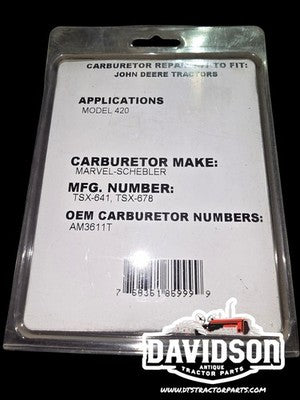 CARBURETOR REPAIR KIT TO FIT:
JOHN DEERE TRACTORS
APPLICATIONS
MODEL 420
CARBURETOR MAKE:
MARVEL-SCHEBLER
MFG. NUMBER:
TSX-641, TSX-678
OEM CARBURETOR NUMBERS:
AM3611T
9
DAVIDSON
ANTIQUE
TRACTOR PARTS
WWW.DTSTRACTORPARTS.COM